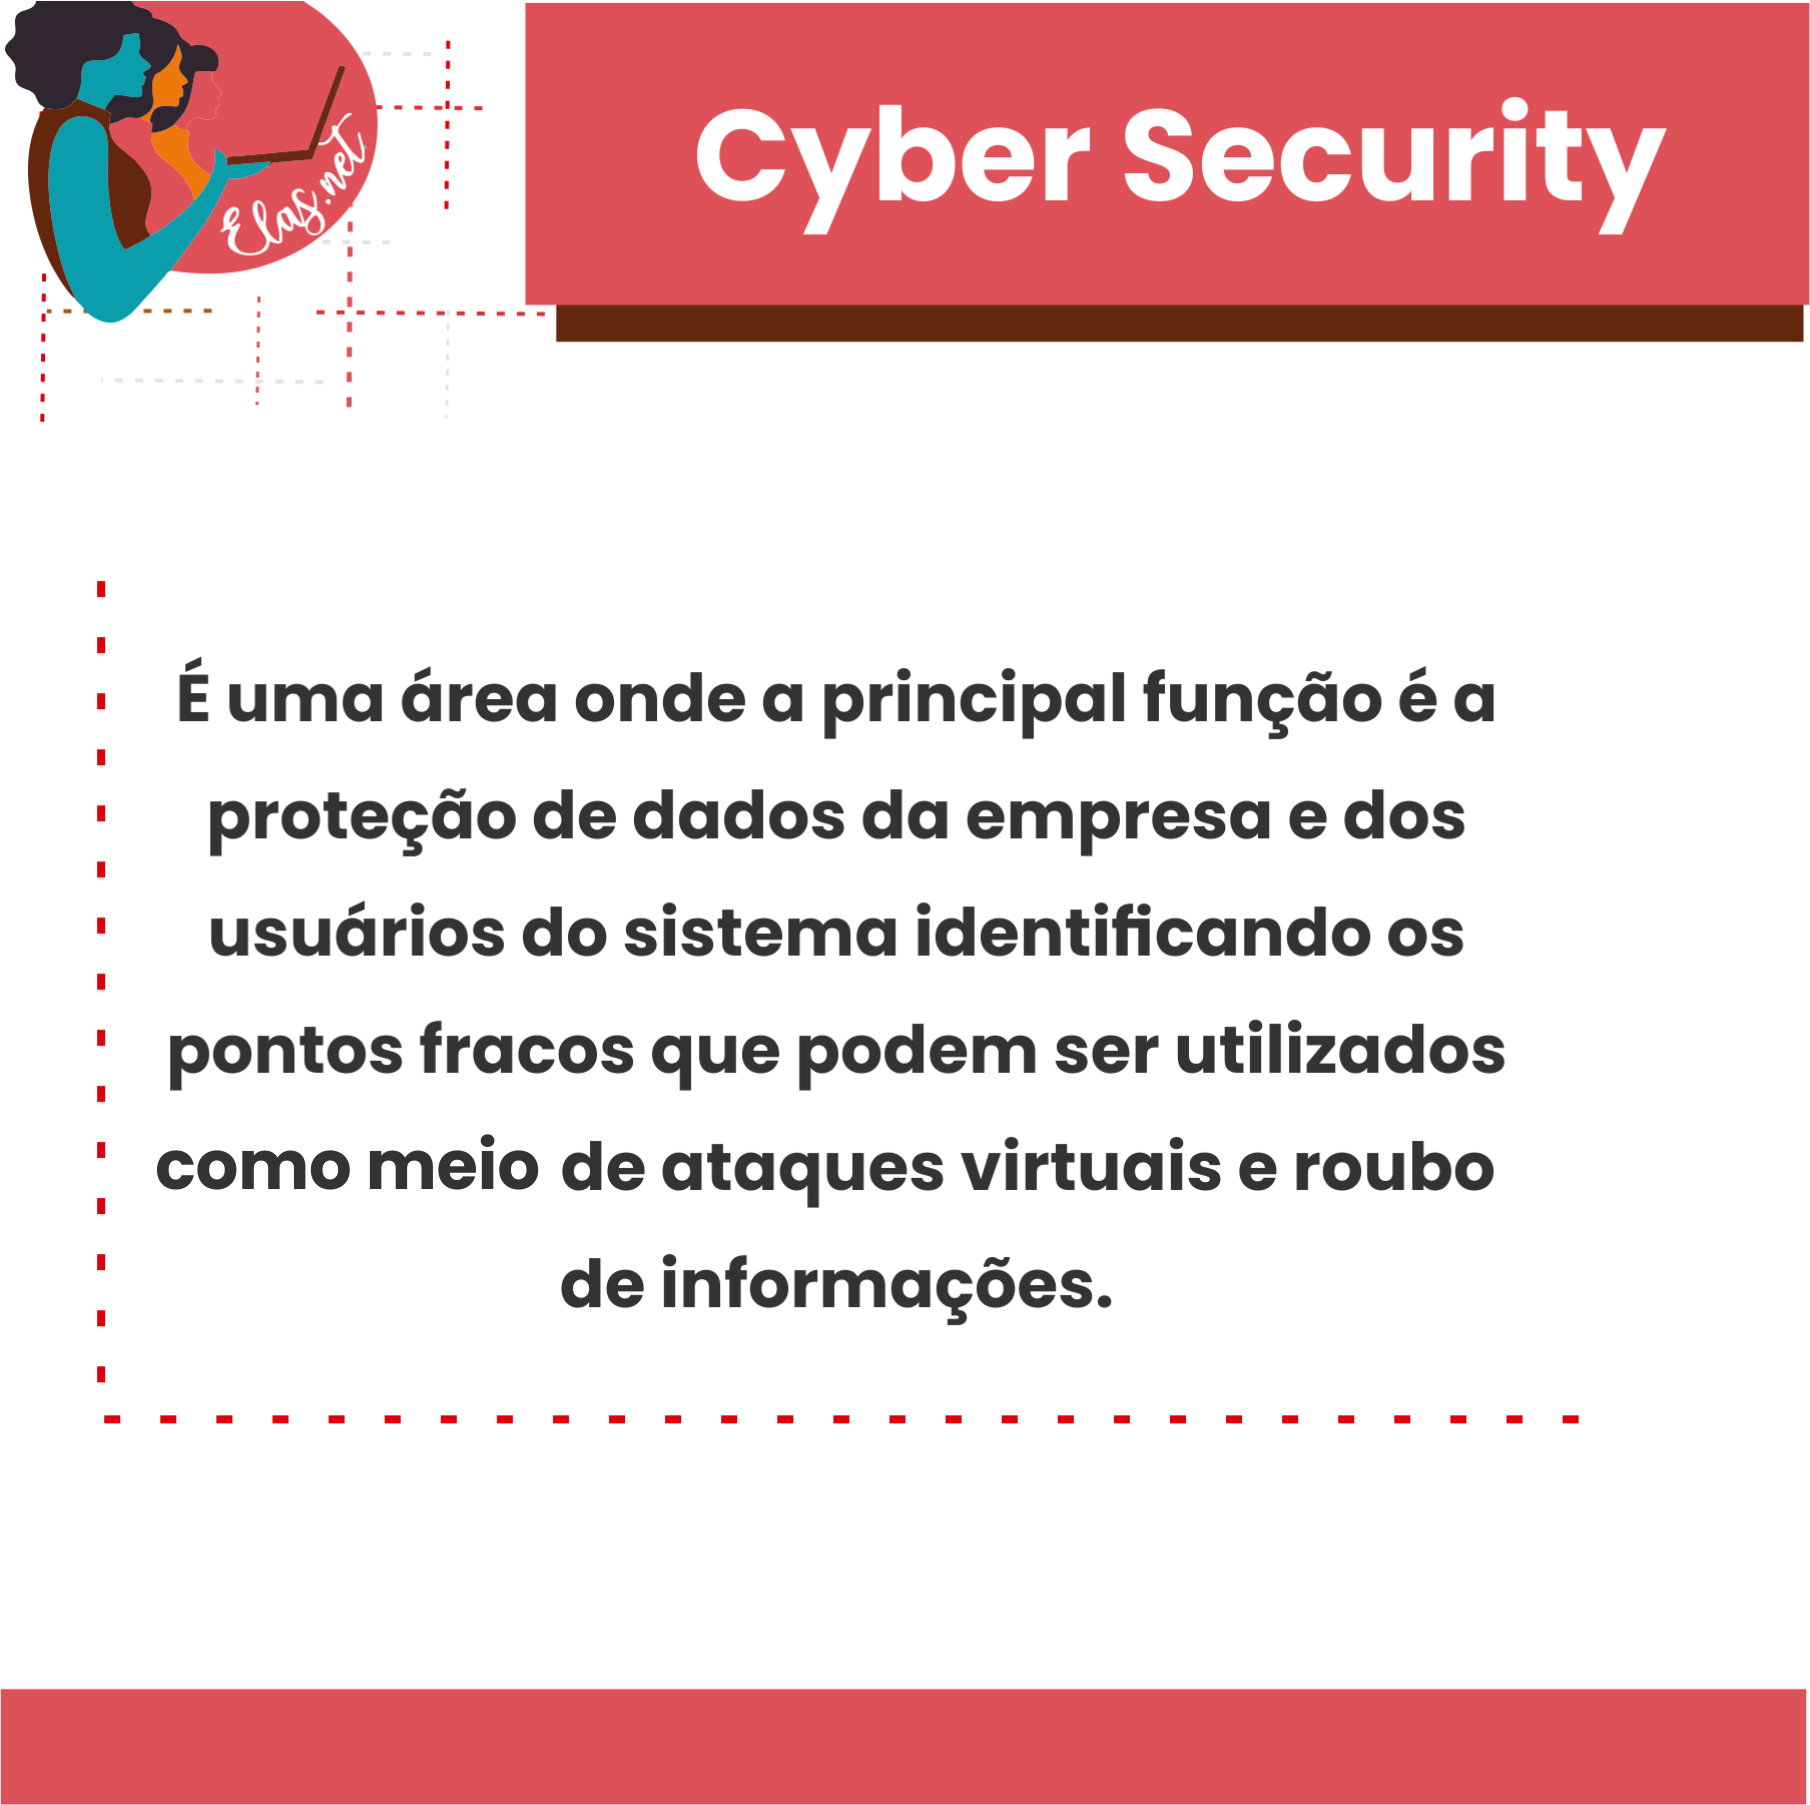 Elas.net
Cyber Security
É uma área onde a principal função é a
proteção de dados da empresa e dos
usuários do sistema identificando os
pontos fracos que podem ser utilizados
como meio de ataques virtuais e roubo
de informações.